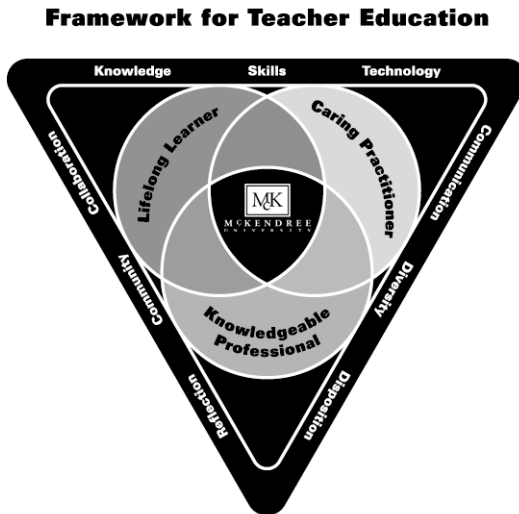 Framework for Teacher Education
Knowledge Skills Technology
Collaboration
Community
Reflection
Communication
Diversity
Disposition
Lifelong Learner
Caring Practitioner
MK
McKENDREE
UNIVERSITY
Knowledgeable
Professional